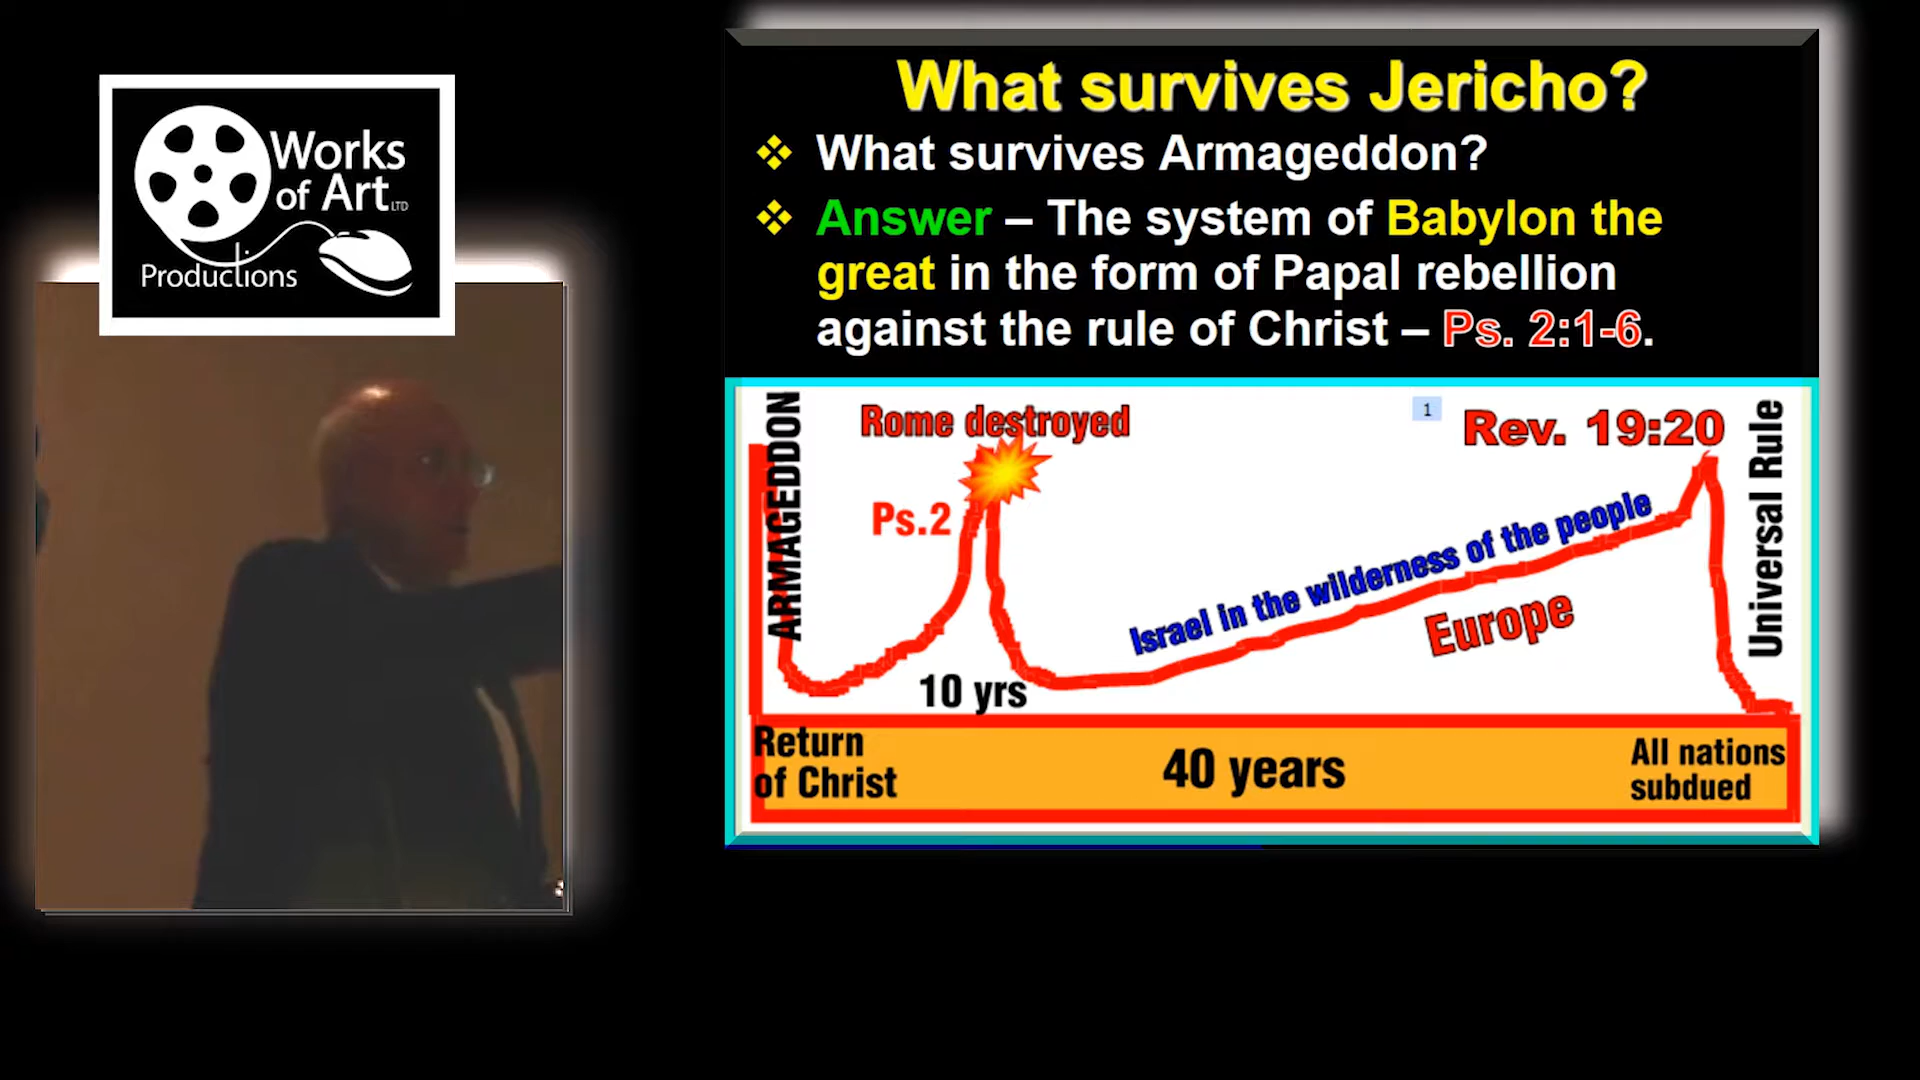 Works
of Art LTD
Productions
What survives Jericho?
What survives Armageddon?
Answer – The system of Babylon the
great in the form of Papal rebellion
against the rule of Christ – Ps. 2:1-6.
ARMAGEDDON
Rome destroyed
1
Rev. 19:20
Universal Rule
Ps.2
Israel in the wilderness of the people
Europe
10 yrs
Return
of Christ
40 years
All nations
subdued